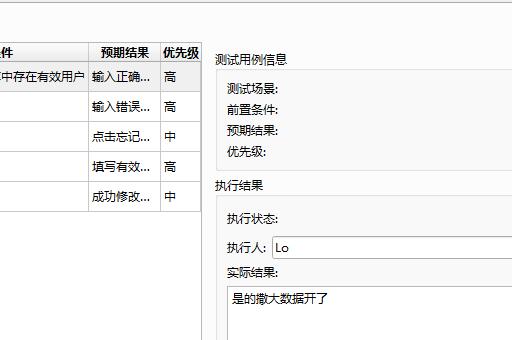 件 预期结果 优先级
中存在有效用户 输入正确... 高
输入错误... 高
点击忘记... 中
填写有效... 高
成功修改... 中
测试用例信息
测试场景:
前置条件:
预期结果:
优先级:
执行结果
执行状态:
执行人: Lo
实际结果:
是的撒大数据开了